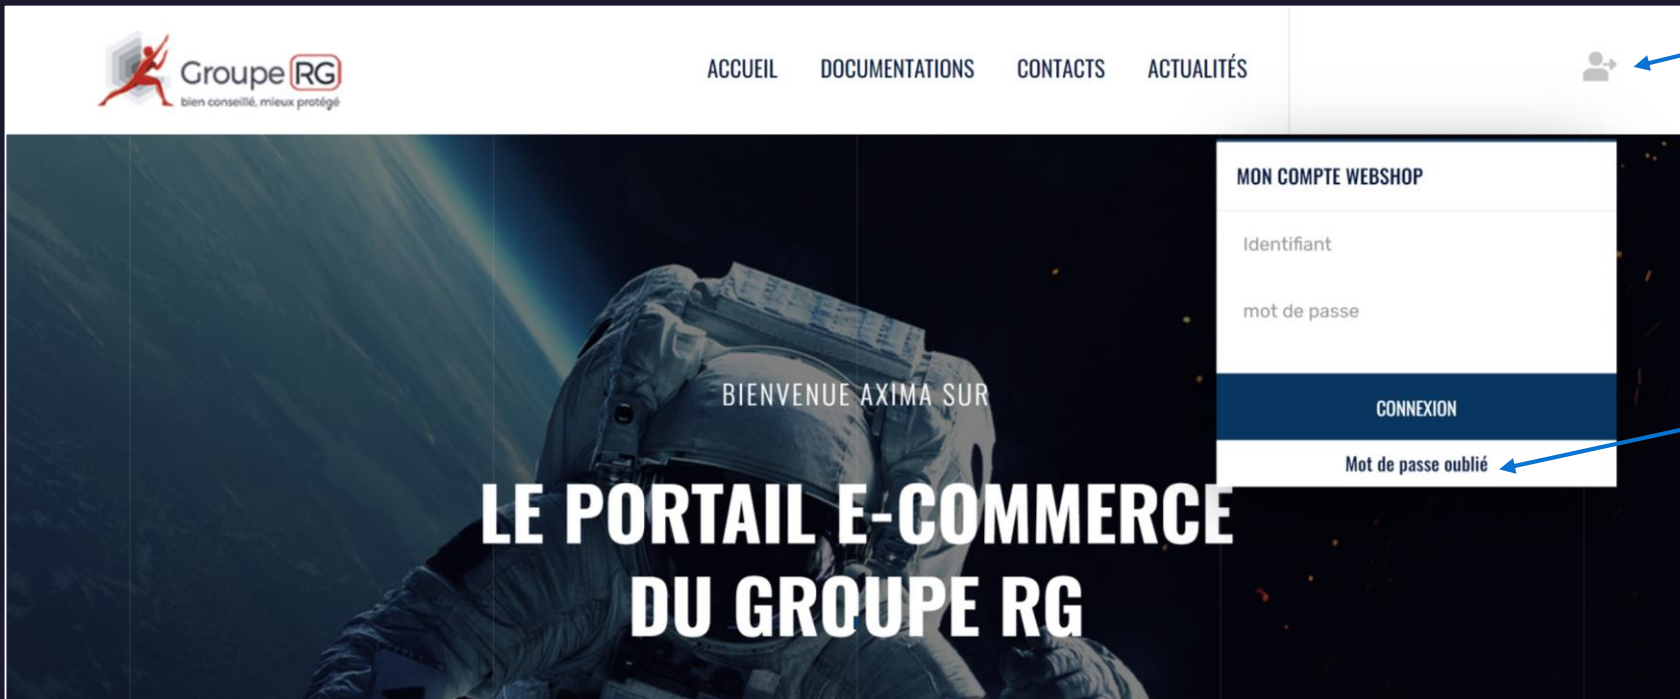 Groupe RG
bien conseillé, mieux protégé
ACCUEIL DOCUMENTATIONS CONTACTS ACTUALITÉS
MON COMPTE WEBSHOP
Identifiant
mot de passe
CONNEXION
Mot de passe oublié
BIENVENUE AXIMA SUR
LE PORTAIL E-COMMERCE
DU GROUPE RG